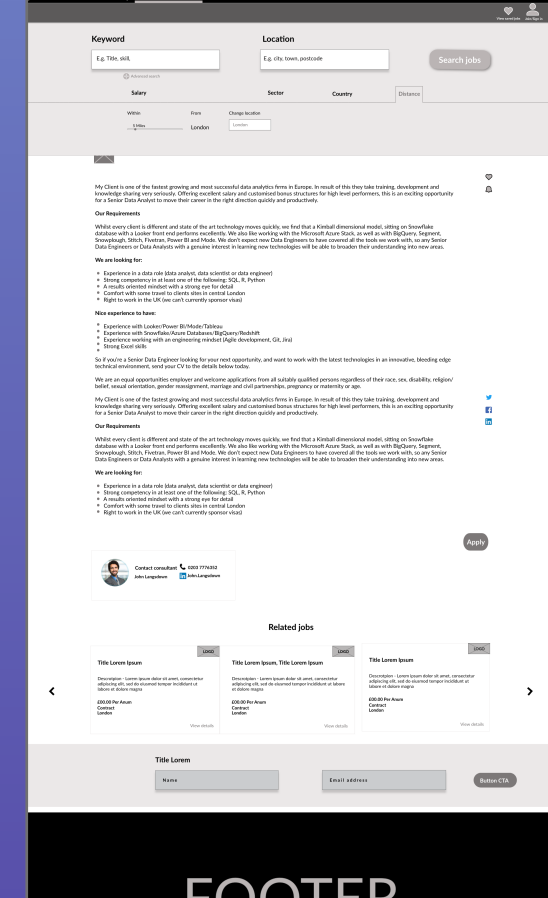 View saved jobs
Join/ Sign in
Keyword
Location
E.g. Title, skill,
E.g, city, town, postcode
Search jobs
Advanced search
Salary
Sector
Country
Distance
Within
From
Change location
5 Miles
London
London
My Client is one of the fastest growing and most successful data analytics firms in Europe. In result of this they take training, development and
knowledge sharing very seriously. Offering excellent salary and customised bonus structures for high level performers, this is an exciting opportunity
for a Senior Data Analyst to move their career in the right direction quickly and productively.
Our Requirements
Whilst every client is different and state of the art technology moves quickly, we find that a Kimball dimensional model, sitting on Snowflake
database with a Looker front end performs excellently. We also like working with the Microsoft Azure Stack, as well as with BigQuery, Segment,
Snowplough, Stitch, Fivetran, Power BI and Mode. We don't expect new Data Engineers to have covered all the tools we work with, so any Senior
Data Engineers or Data Analysts with a genuine interest in learning new technologies will be able to broaden their understanding into new areas.
We are looking for:
Experience in a data role (data analyst, data scientist or data engineer)
Strong competency in at least one of the following: SQL, R, Python
A results oriented mindset with a strong eye for detail
Comfort with some travel to clients sites in central London
Right to work in the UK (we can't currently sponsor visas)
Nice experience to have:
Experience with Looker/Power BI/Mode/Tableau
Experience with Snowflake/Azure Databases/BigQuery/Redshift
Experience working with an engineering mindset (Agile development, Git, Jira)
Strong Excel skills
So if you're a Senior Data Engineer looking for your next opportunity, and want to work with the latest technologies in an innovative, bleeding edge
technical environment, send your CV to the details below today.
We are an equal opportunities employer and welcome applications from all suitably qualified persons regardless of their race, sex, disability, religion/
belief, sexual orientation, gender reassignment, marriage and civil partnerships, pregnancy or maternity or age.
My Client is one of the fastest growing and most successful data analytics firms in Europe. In result of this they take training, development and
knowledge sharing very seriously. Offering excellent salary and customised bonus structures for high level performers, this is an exciting opportunity
for a Senior Data Analyst to move their career in the right direction quickly and productively.
Our Requirements
Whilst every client is different and state of the art technology moves quickly, we find that a Kimball dimensional model, sitting on Snowflake
database with a Looker front end performs excellently. We also like working with the Microsoft Azure Stack, as well as with BigQuery, Segment,
Snowplough, Stitch, Fivetran, Power BI and Mode. We don't expect new Data Engineers to have covered all the tools we work with, so any Senior
Data Engineers or Data Analysts with a genuine interest in learning new technologies will be able to broaden their understanding into new areas.
We are looking for:
Experience in a data role (data analyst, data scientist or data engineer)
Strong competency in at least one of the following: SQL, R, Python
A results oriented mindset with a strong eye for detail
Comfort with some travel to clients sites in central London
Right to work in the UK (we can't currently sponsor visas)
Apply
Contact consultant
0203 7776352
John Langsdown
John.Langsdown
Related jobs
LOGO
Title Lorem Ipsum
Descroipion - Lorem ipsum dolor sit amet, consectetur
adipiscing elit, sed do eiusmod tempor incididunt ut
labore et dolore magna
£00.00 Per Anum
Contract
London
View details
LOGO
Title Lorem Ipsum, Title Lorem Ipsum
Descroipion - Lorem ipsum dolor sit amet, consectetur
adipiscing elit, sed do eiusmod tempor incididunt ut labore
et dolore magna
£00.00 Per Anum
Contract
London
View details
LOGO
Title Lorem Ipsum
Descroipion - Lorem ipsum dolor sit amet, consectetur
adipiscing elit, sed do eiusmod tempor incididunt ut
labore et dolore magna
£00.00 Per Anum
Contract
London
View details
Title Lorem
Name
Email address
Button CTA
FOOTER